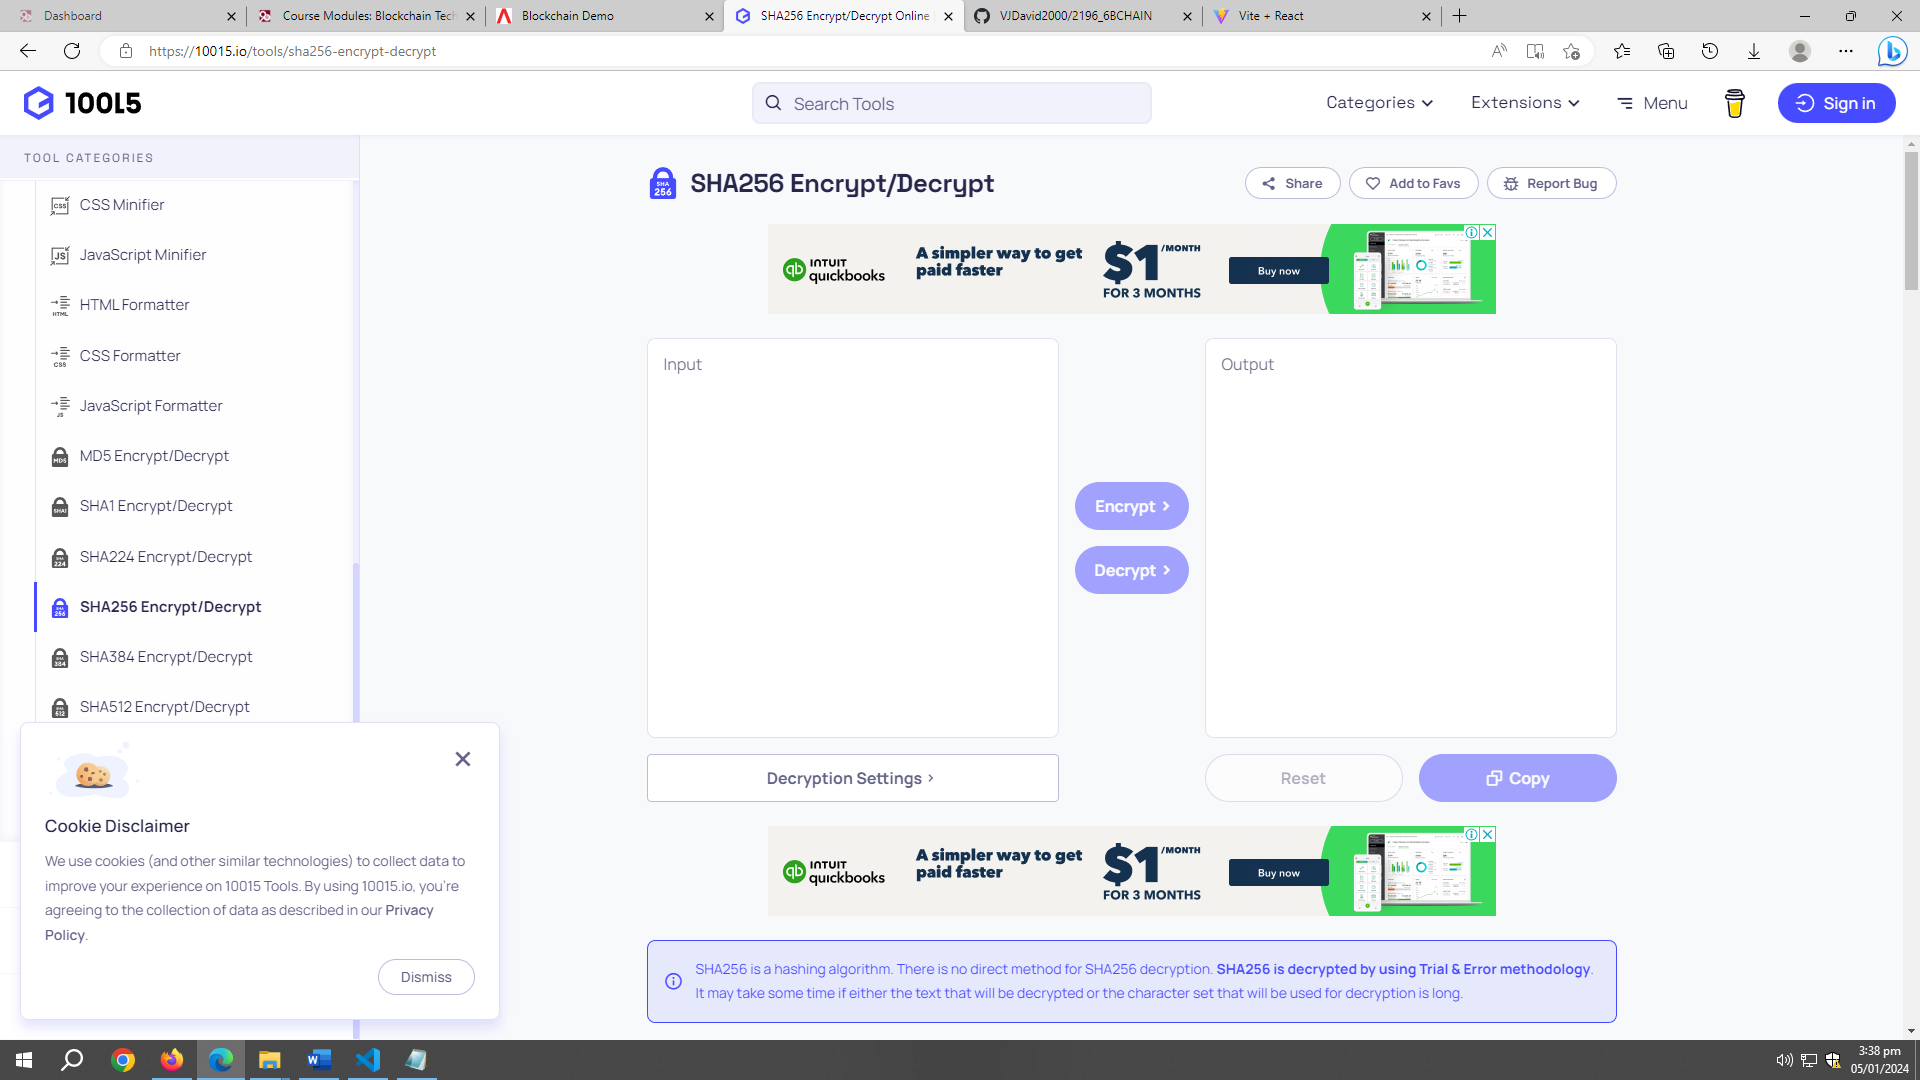 Dashboard
Course Modules: Blockchain Tech
Blockchain Demo
SHA256 Encrypt/Decrypt Online
VJDavid2000/2196_6BCHAIN
Vite + React
https://10015.io/tools/sha256-encrypt-decrypt
10015
Search Tools
Categories
Extensions
Menu
Sign in
TOOL CATEGORIES
CSS Minifier
JavaScript Minifier
HTML Formatter
CSS Formatter
JavaScript Formatter
MD5 Encrypt/Decrypt
SHA1 Encrypt/Decrypt
SHA224 Encrypt/Decrypt
SHA256 Encrypt/Decrypt
SHA384 Encrypt/Decrypt
SHA512 Encrypt/Decrypt
Cookie Disclaimer
We use cookies (and other similar technologies) to collect data to
improve your experience on 10015 Tools. By using 10015.io, you're
agreeing to the collection of data as described in our Privacy
Policy.
Dismiss
SHA256 Encrypt/Decrypt
Share
Add to Favs
Report Bug
INTUIT
quickbooks
A simpler way to get
paid faster
$1/MONTH
FOR 3 MONTHS
Buy now
Input
Output
Encrypt
Decrypt
Decryption Settings
Reset
Copy
INTUIT
quickbooks
A simpler way to get
paid faster
$1/MONTH
FOR 3 MONTHS
Buy now
SHA256 is a hashing algorithm. There is no direct method for SHA256 decryption. SHA256 is decrypted by using Trial & Error methodology.
It may take some time if either the text that will be decrypted or the character set that will be used for decryption is long.
3:38 pm
05/01/2024